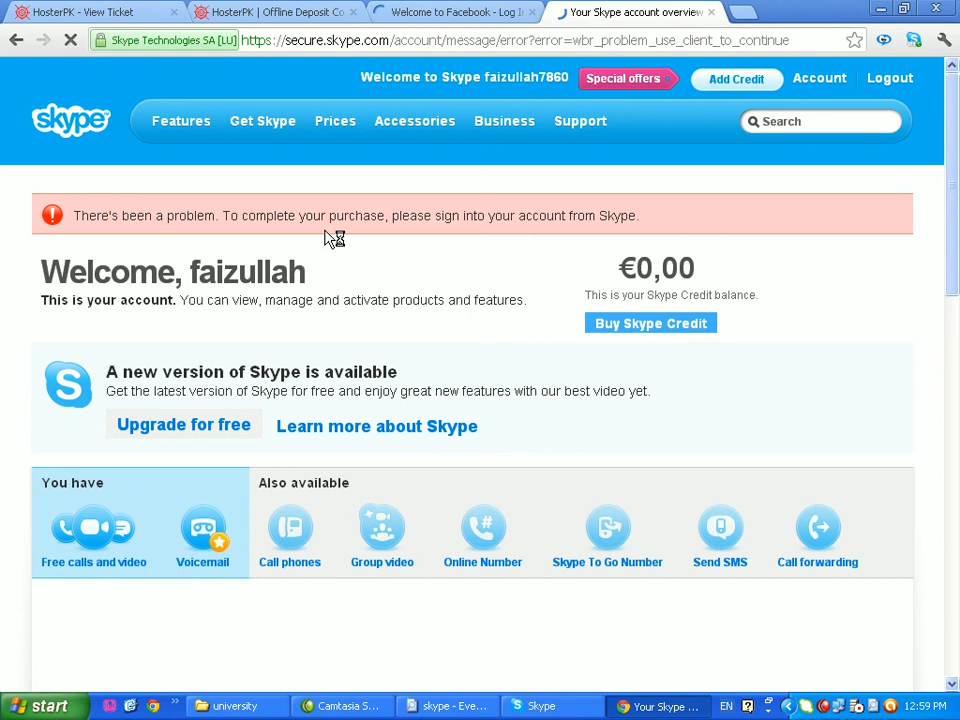 HosterPK - View Ticket
HosterPK | Offline Deposit Co
Welcome to Facebook - Log I
Your Skype account overview
Skype Technologies SA [LU]
https://secure.skype.com/account/message/error?error=wbr_problem_use_client_to_continue
Welcome to Skype faizullah7860
Special offers
Add Credit
Account
Logout
skype
Features
Get Skype
Prices
Accessories
Business
Support
Search
There's been a problem. To complete your purchase, please sign into your account from Skype.
Welcome, faizullah
€0,00
This is your account. You can view, manage and activate products and features.
This is your Skype Credit balance.
Buy Skype Credit
A new version of Skype is available
Get the latest version of Skype for free and enjoy great new features with our best video yet.
Upgrade for free
Learn more about Skype
You have
Also available
Free calls and video
Voicemail
Call phones
Group video
Online Number
Skype To Go Number
Send SMS
Call forwarding
start
university
Camtasia S...
skype - Eve...
Skype
Your Skype ...
EN
12:59 PM